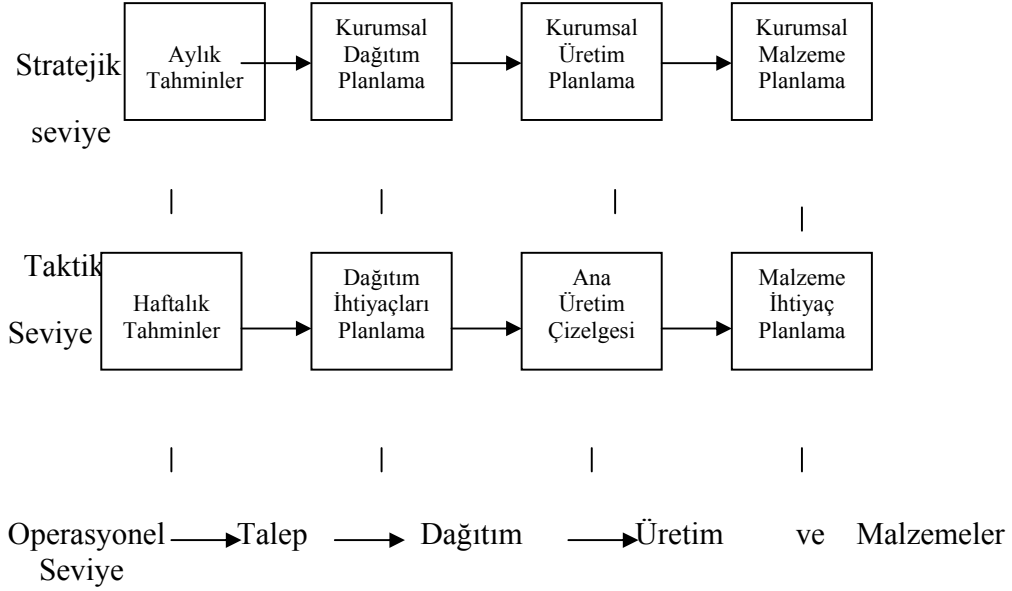 Stratejik
seviye
Aylık
Tahminler
Kurumsal
Dağıtım
Planlama
Kurumsal
Üretim
Planlama
Kurumsal
Malzeme
Planlama
Taktik
Seviye
Haftalık
Tahminler
Dağıtım
İhtiyaçları
Planlama
Ana
Üretim
Çizelgesi
Malzeme
İhtiyaç
Planlama
Operasyonel
Seviye
Talep
Dağıtım
Üretim ve Malzemeler